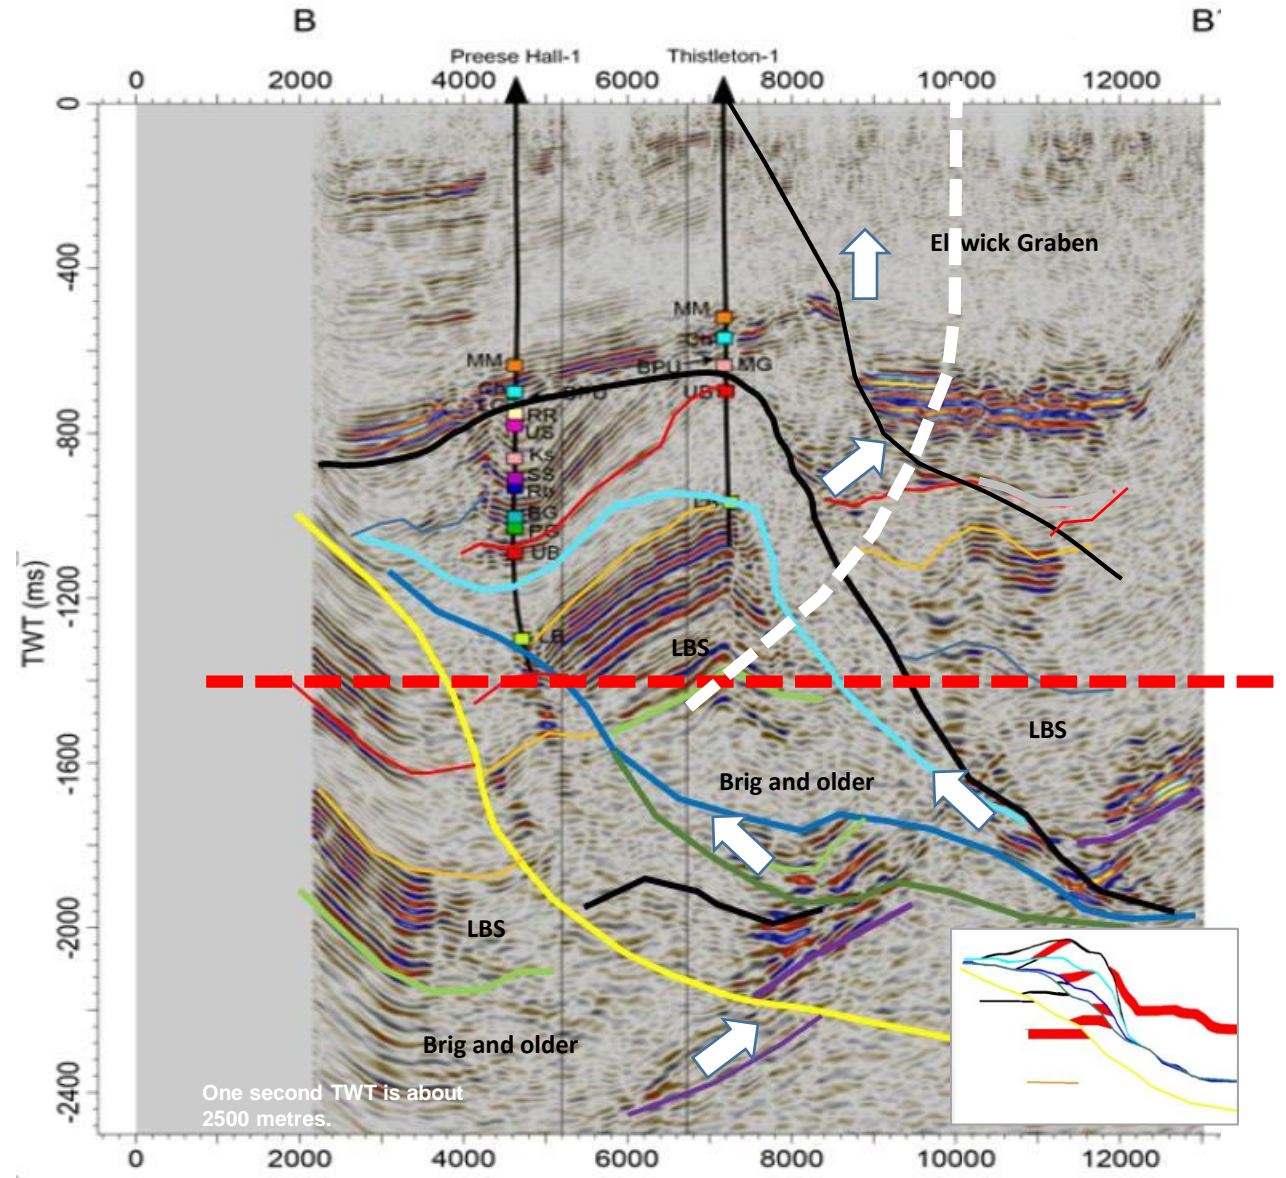 B B'
Preese Hall-1 Thistleton-1
0 2000 4000 6000 8000 10000 12000
0
-400
-800
-1200
-1600
-2000
-2400
TWT (ms)
Elswick Graben
MM
Ch
BPU
MG
UB
MM
Ch
BPU
RR
US
Ks
SS
Rb
EG
PG
UB
LB
LBS
LBS
Brig and older
LBS
Brig and older
One second TWT is about
2500 metres.
0 2000 4000 6000 8000 10000 12000